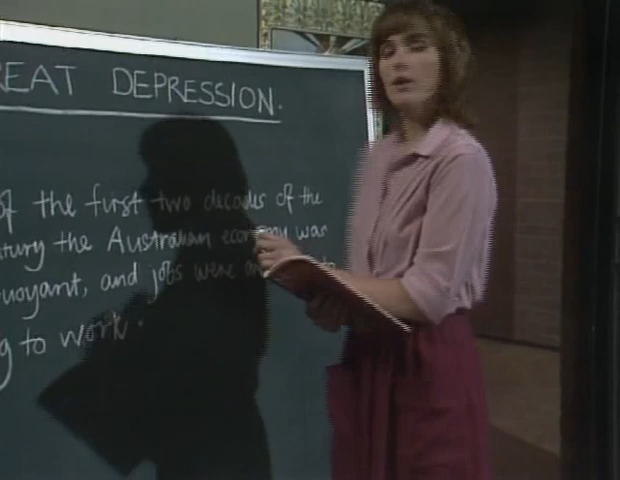 REAT DEPRESSION.
of the first two decades of the
tury the Australian economy was
uoyant, and jobs were
g to work.